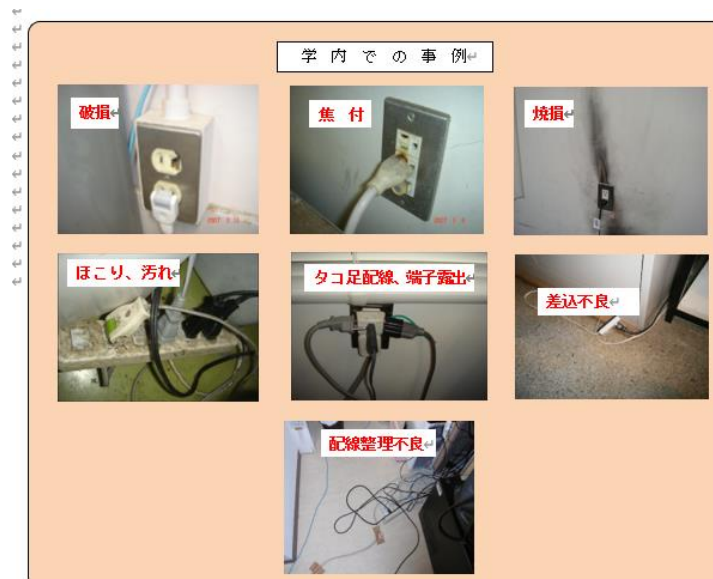 学内での事例
破損
焦付
焼損
ほこり、汚れ
タコ足配線、端子露出
差込不良
配線整理不良